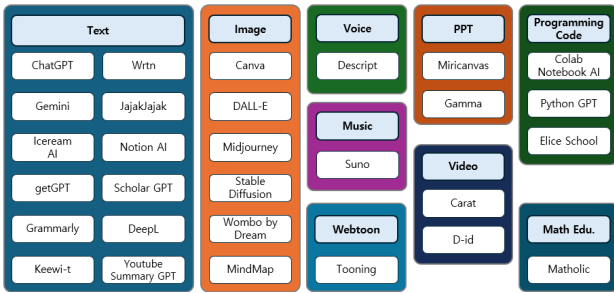 Text
ChatGPT
Wrtn
Gemini
JajakJajak
Iceream
AI
Notion AI
getGPT
Scholar GPT
Grammarly
DeepL
Keewi-t
Youtube
Summary GPT
Image
Canva
DALL-E
Midjourney
Stable
Diffusion
Wombo by
Dream
MindMap
Voice
Descript
Music
Suno
Webtoon
Tooning
PPT
Miricanvas
Gamma
Video
Carat
D-id
Programming
Code
Colab
Notebook AI
Python GPT
Elice School
Math Edu.
Matholic